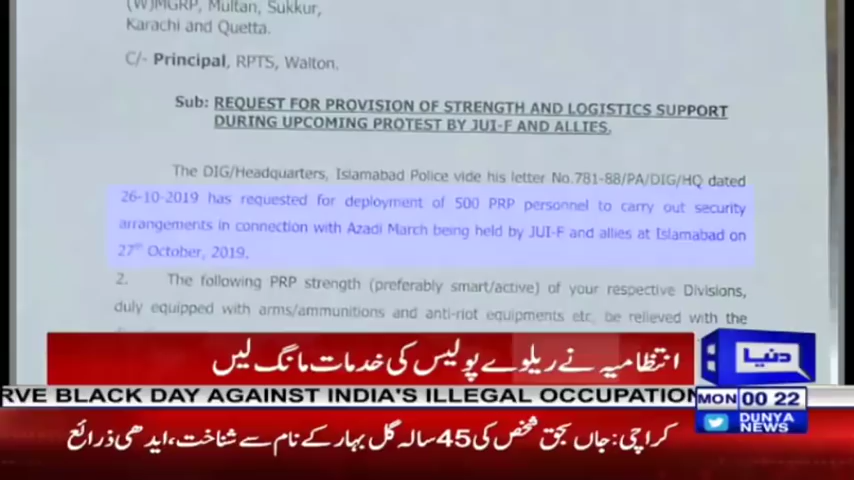 (W)MGRP, Multan, Sukkur,
Karachi and Quetta.
C/- Principal, RPTS, Walton.
Sub: REQUEST FOR PROVISION OF STRENGTH AND LOGISTICS SUPPORT
DURING UPCOMING PROTEST BY JUI-F AND ALLIES.
The DIG/Headquarters, Islamabad Police vide his letter No.781-88/PA/DIG/HQ dated
26-10-2019 has requested for deployment of 500 PRP personnel to carry out security
arrangements in connection with Azadi March being held by JUI-F and allies at Islamabad on
27th October, 2019.
2. The following PRP strength (preferably smart/active) of your respective Divisions,
duly equipped with arms/ammunitions and anti-riot equipments etc, be relieved with the
انتظامیہ نے ریلوے پولیس کی خدمات مانگ لیں
دنیا
RVE BLACK DAY AGAINST INDIA'S ILLEGAL OCCUPATION
MON 00 22
DUNYA NEWS
کراچی: جاں بحق شخص کی 45 سالہ گل بہار کے نام سے شناخت، ایدھی ذرائع